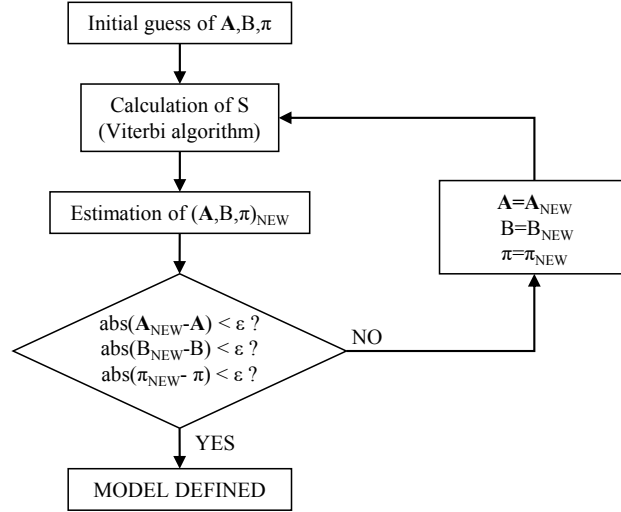 Initial guess of A,B,π
Calculation of S
(Viterbi algorithm)
Estimation of (A,B,π)NEW
A=ANEW
B=BNEW
π=πNEW
abs(ANEW-A) < ε ?
abs(BNEW-B) < ε ?
abs(πNEW- π) < ε ?
NO
YES
MODEL DEFINED